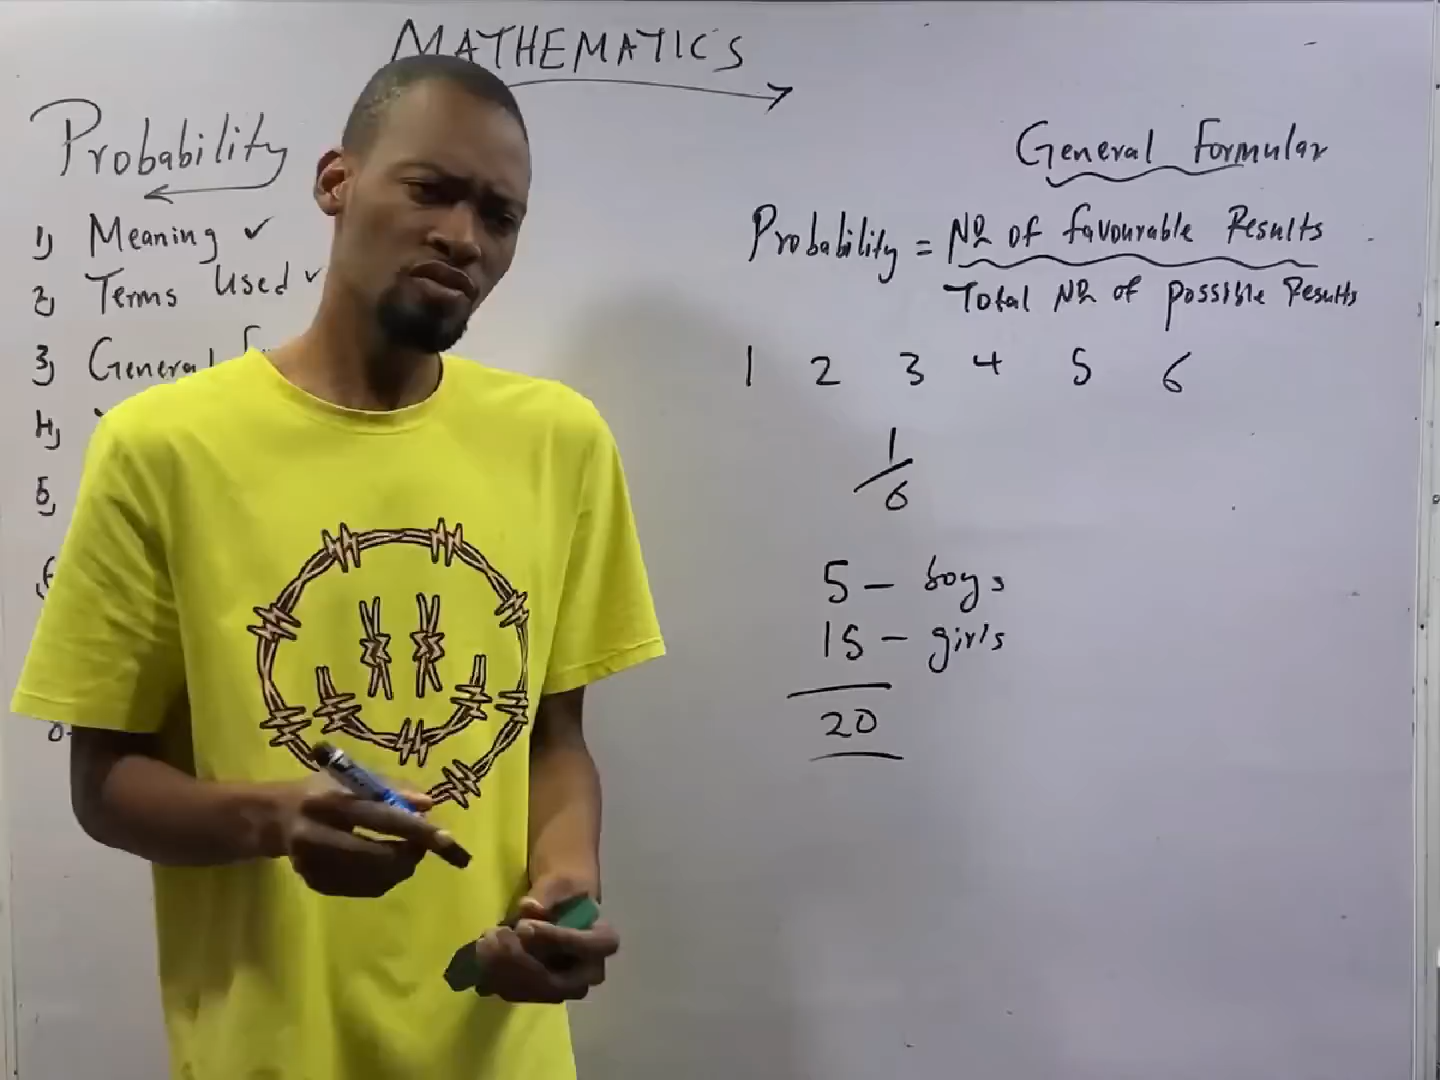 MATHEMATICS
Probability
1) Meaning ✓
2) Terms Used ✓
3) General
4)
5)
General Formular
Probability = No of favourable Results
Total No of possible Results
1 2 3 4 5 6
1/6
5 - boys
15 - girls
20